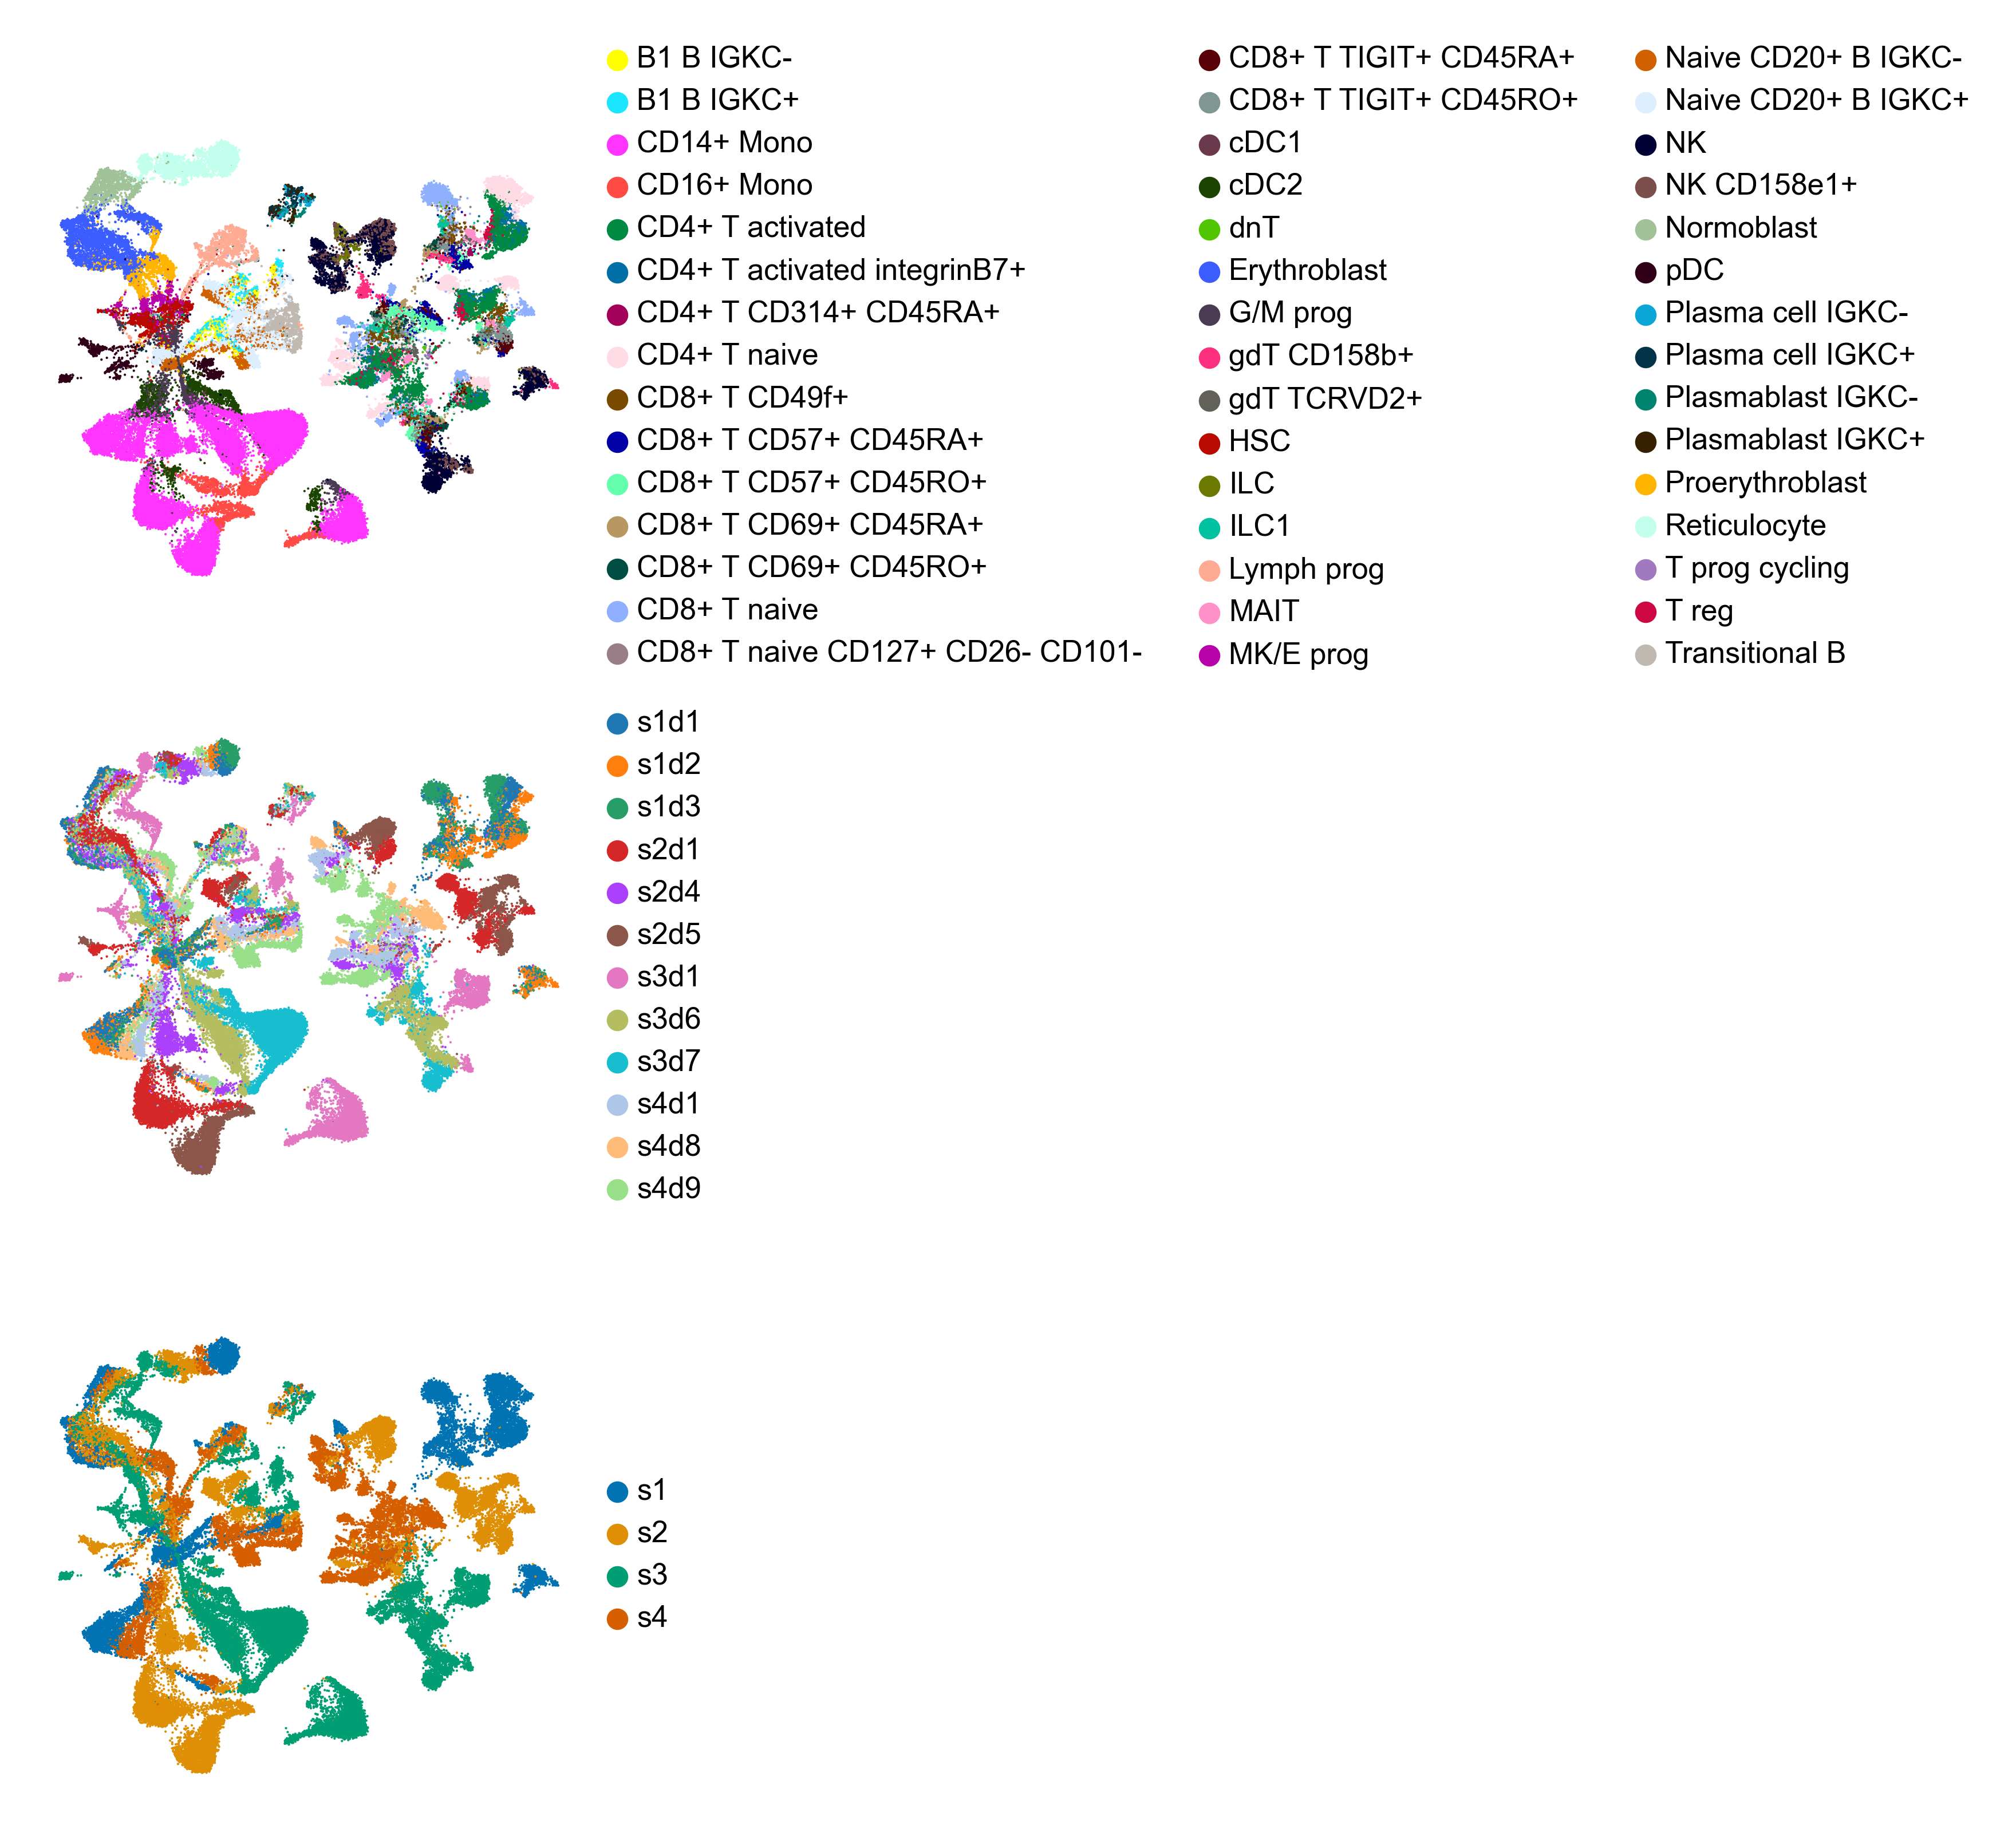 B1 B IGKC-
B1 B IGKC+
CD14+ Mono
CD16+ Mono
CD4+ T activated
CD4+ T activated integrinB7+
CD4+ T CD314+ CD45RA+
CD4+ T naive
CD8+ T CD49f+
CD8+ T CD57+ CD45RA+
CD8+ T CD57+ CD45RO+
CD8+ T CD69+ CD45RA+
CD8+ T CD69+ CD45RO+
CD8+ T naive
CD8+ T naive CD127+ CD26- CD101-
CD8+ T TIGIT+ CD45RA+
CD8+ T TIGIT+ CD45RO+
cDC1
cDC2
dnT
Erythroblast
G/M prog
gdT CD158b+
gdT TCRVD2+
HSC
ILC
ILC1
Lymph prog
MAIT
MK/E prog
Naive CD20+ B IGKC-
Naive CD20+ B IGKC+
NK
NK CD158e1+
Normoblast
pDC
Plasma cell IGKC-
Plasma cell IGKC+
Plasmablast IGKC-
Plasmablast IGKC+
Proerythroblast
Reticulocyte
T prog cycling
T reg
Transitional B
s1d1
s1d2
s1d3
s2d1
s2d4
s2d5
s3d1
s3d6
s3d7
s4d1
s4d8
s4d9
s1
s2
s3
s4